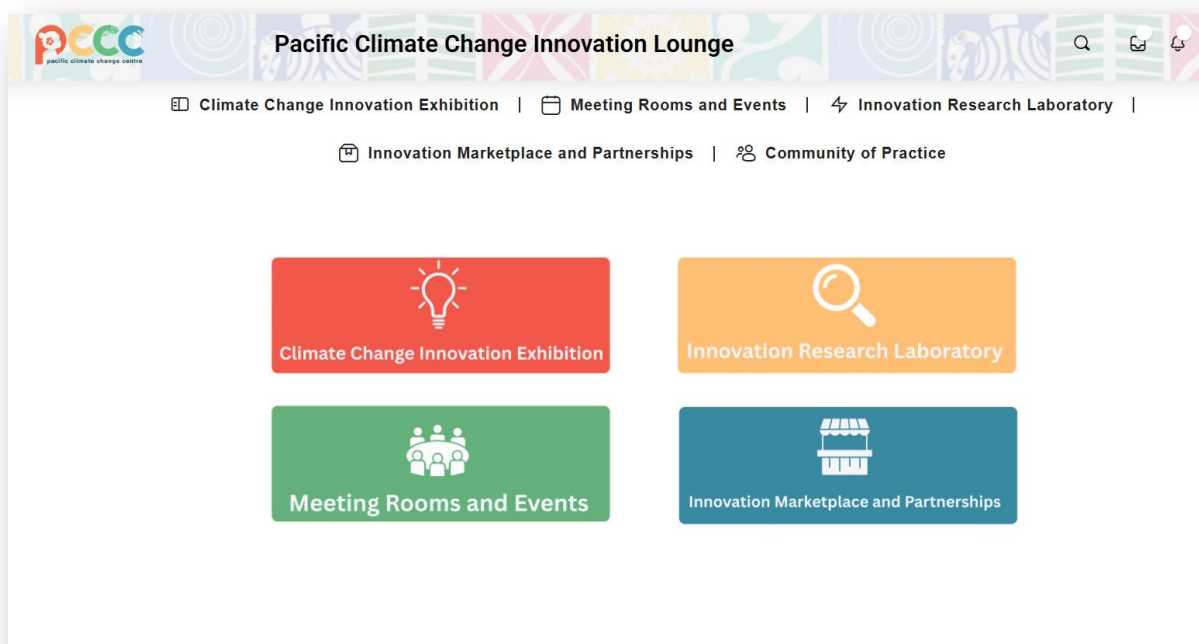 pccc
pacific climate change centre
Pacific Climate Change Innovation Lounge
Climate Change Innovation Exhibition | Meeting Rooms and Events | Innovation Research Laboratory |
Innovation Marketplace and Partnerships | Community of Practice
Climate Change Innovation Exhibition
Innovation Research Laboratory
Meeting Rooms and Events
Innovation Marketplace and Partnerships